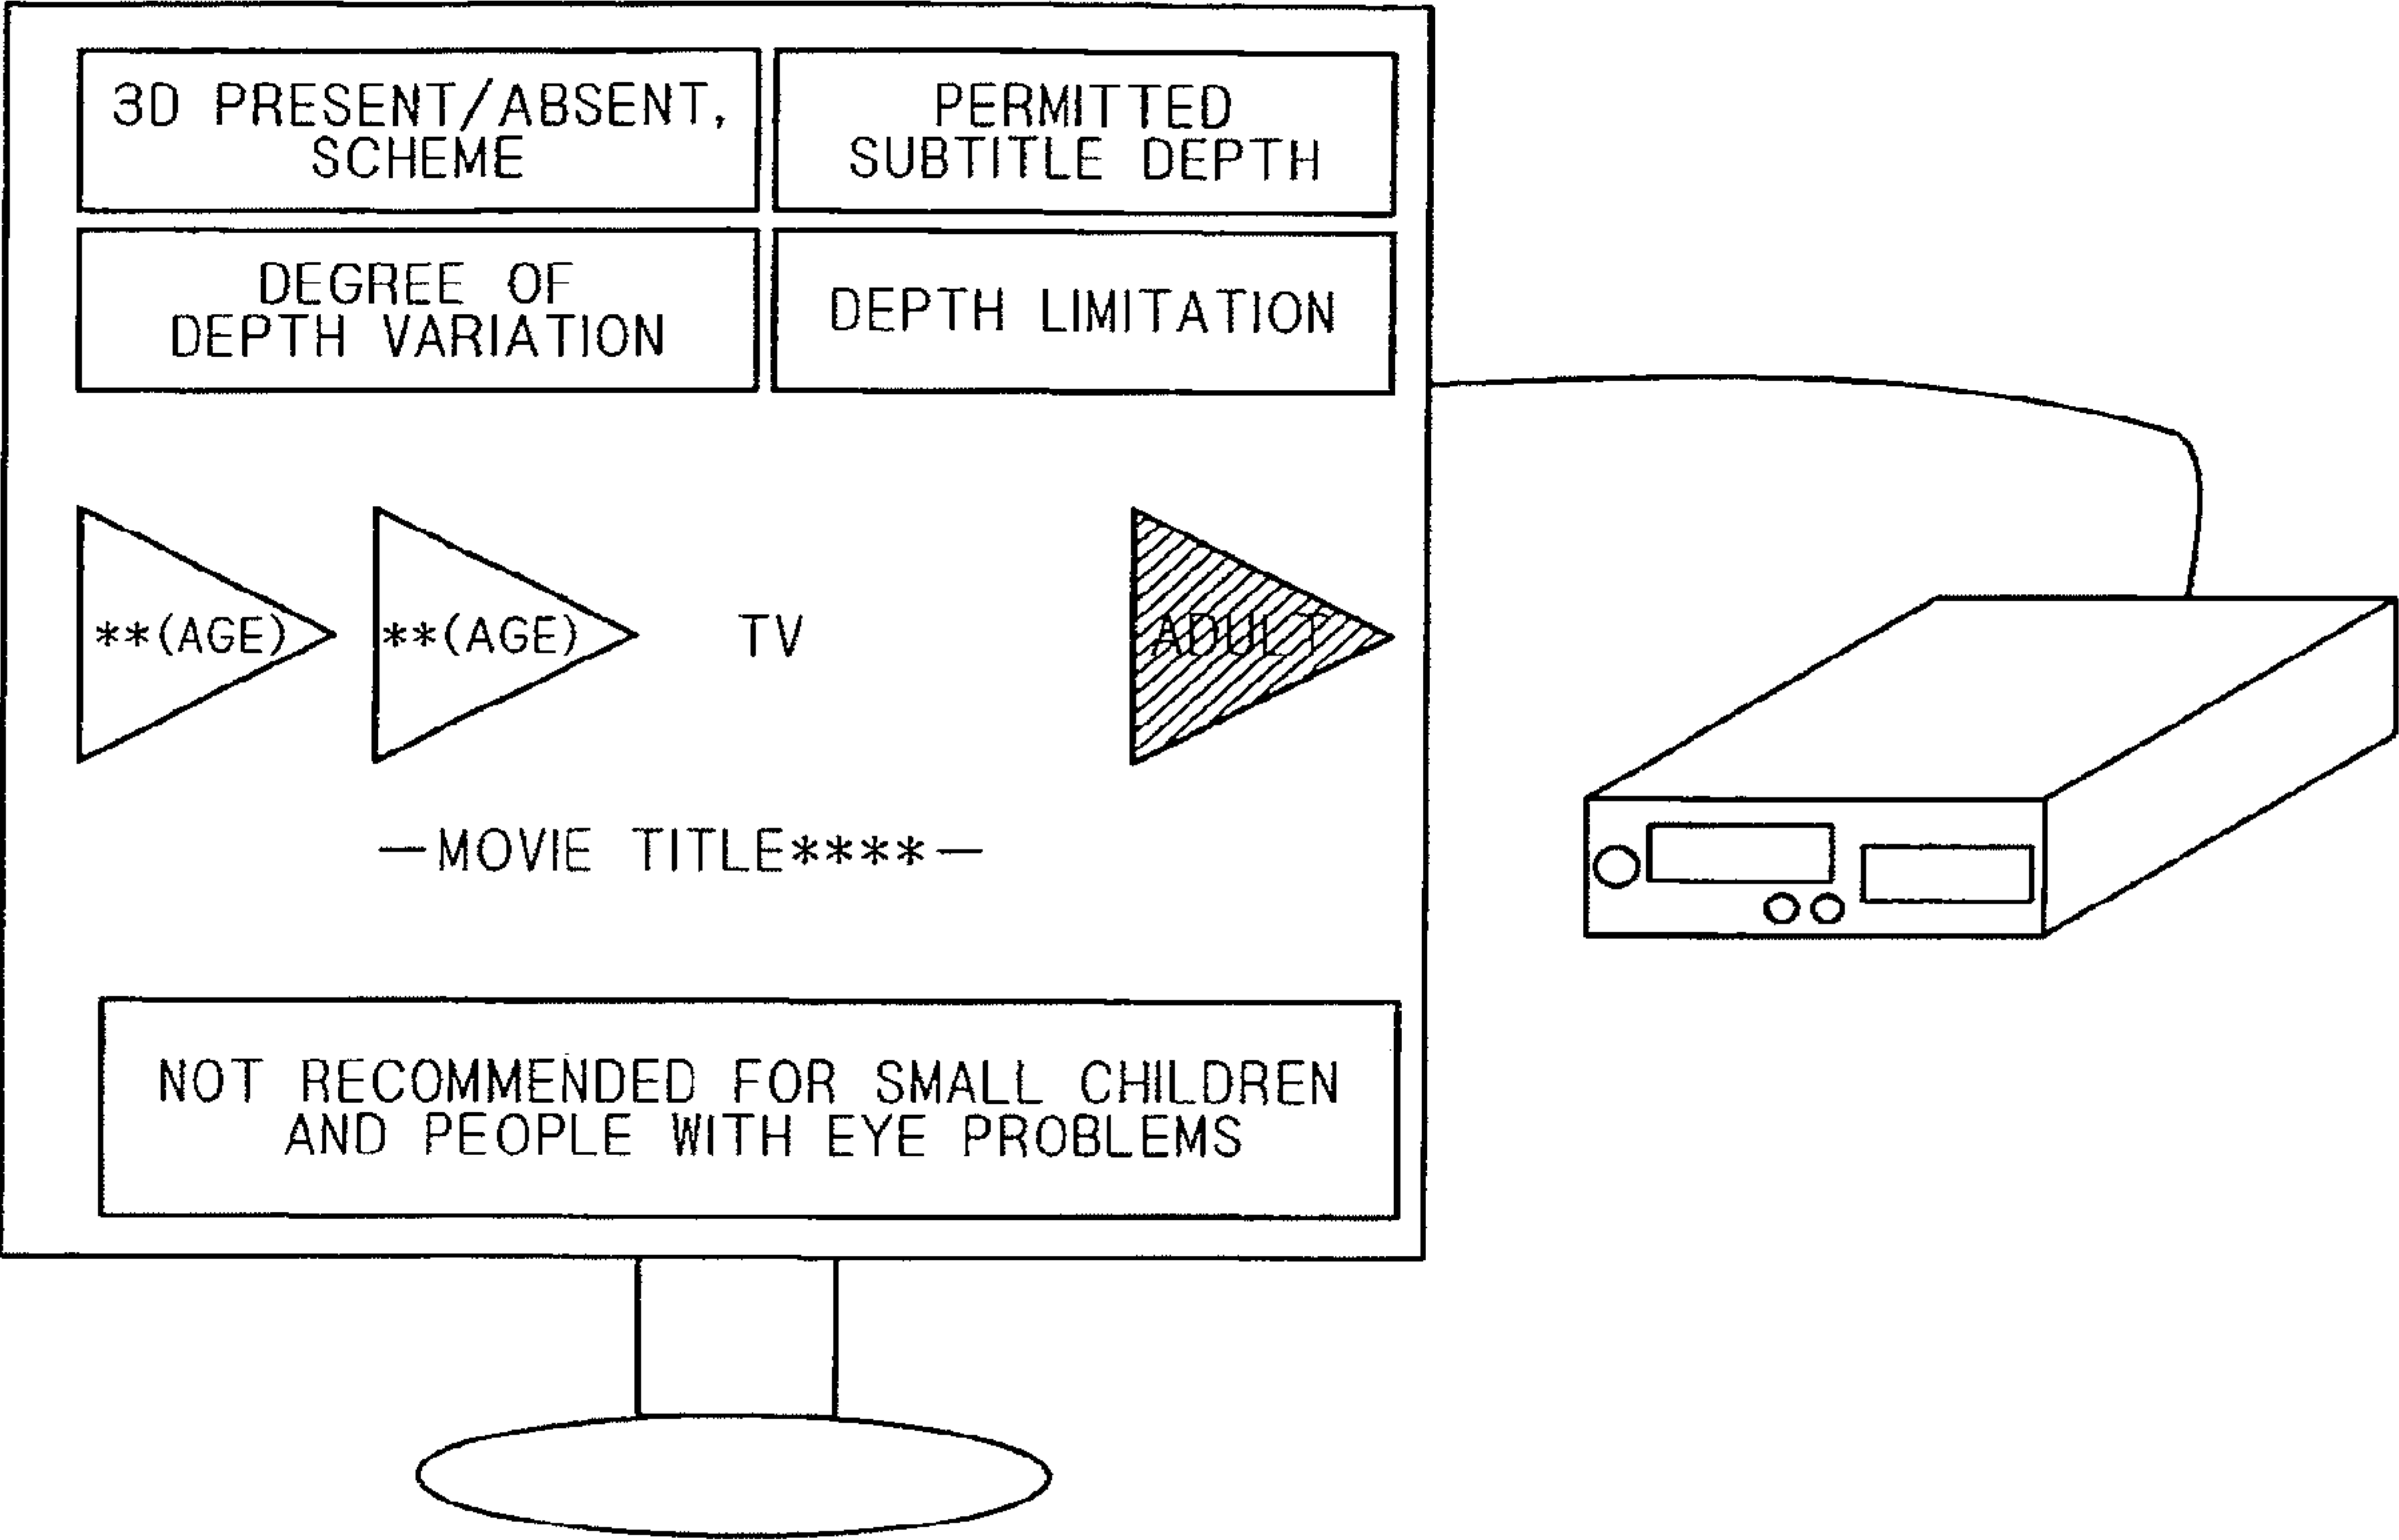 3D PRESENT/ABSENT,
SCHEME
PERMITTED
SUBTITLE DEPTH
DEGREE OF
DEPTH VARIATION
DEPTH LIMITATION
**(AGE) **(AGE) TV ADULT
—MOVIE TITLE****—
NOT RECOMMENDED FOR SMALL CHILDREN
AND PEOPLE WITH EYE PROBLEMS